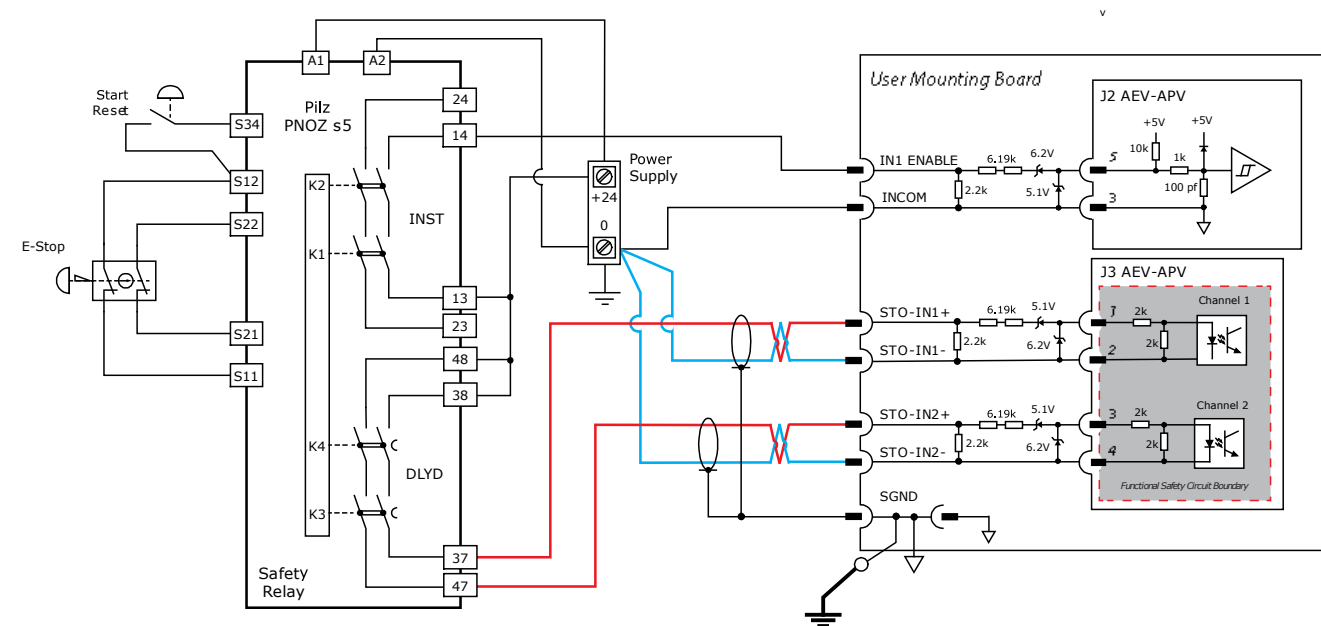 v
A1
A2
Start
Reset
S34
S12
S22
E-Stop
S21
S11
Pilz
PNOZ s5
24
14
K2
INST
K1
13
23
48
38
K4
DLYD
K3
37
47
Safety
Relay
Power
Supply
+24
0
User Mounting Board
IN1 ENABLE
6.19k
6.2V
2.2k
5.1V
INCOM
J2 AEV-APV
+5V
+5V
10k
1k
100 pf
5
3
STO-IN1+
6.19k
5.1V
2.2k
6.2V
STO-IN1-
J3 AEV-APV
Channel 1
1
2k
2k
2
STO-IN2+
6.19k
5.1V
2.2k
6.2V
STO-IN2-
Channel 2
3
2k
2k
4
Functional Safety Circuit Boundary
SGND